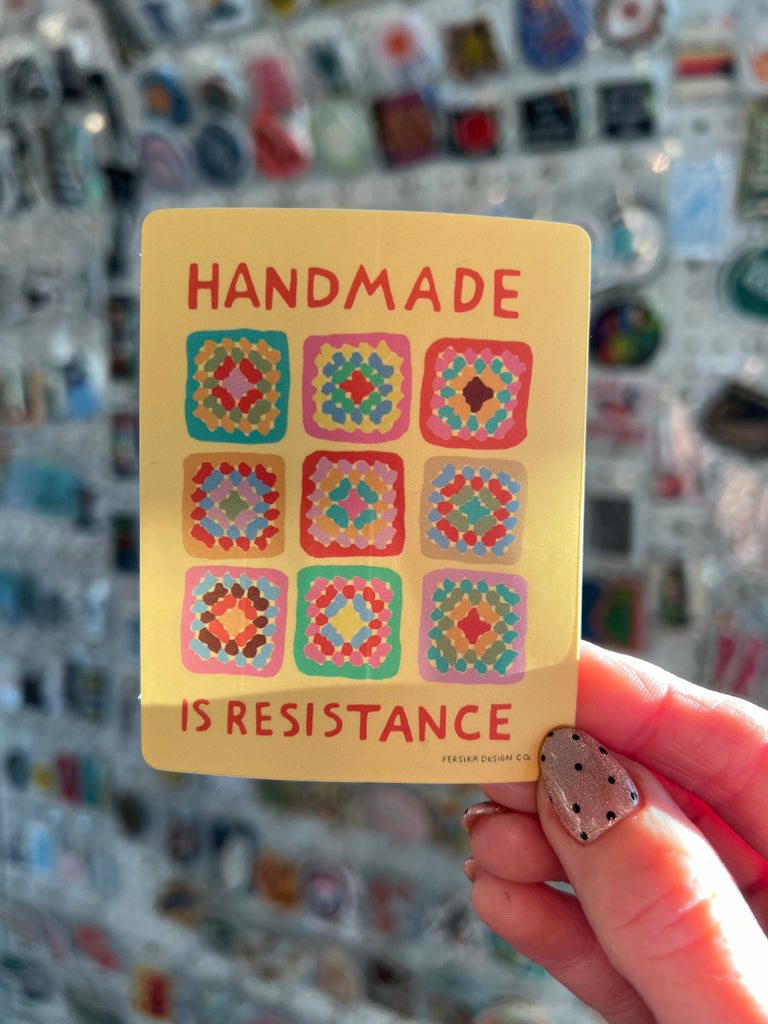 HANDMADE
IS RESISTANCE
PERSIKA DESIGN CO.